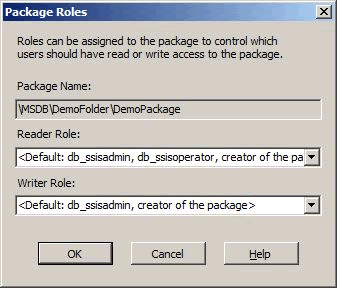 Package Roles
Roles can be assigned to the package to control which
users should have read or write access to the package.
Package Name:
\MSDB\DemoFolder\DemoPackage
Reader Role:
<Default: db_ssisadmin, db_ssisoperator, creator of the pa
Writer Role:
<Default: db_ssisadmin, creator of the package>
OK Cancel Help